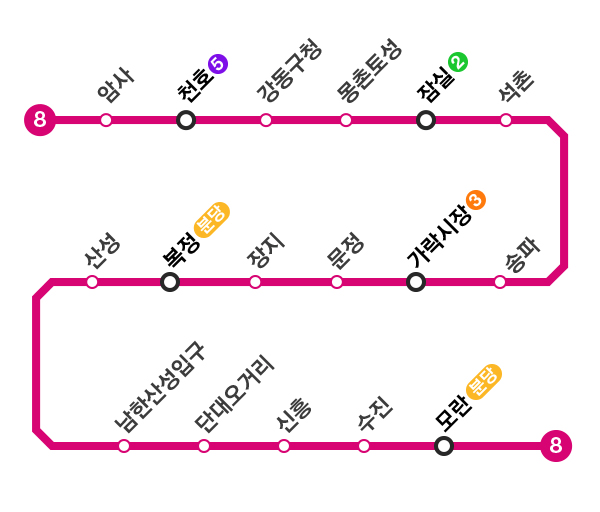 8 암사 천호 5 강동구청 몽촌토성 잠실 2 석촌
산성 복정 분당 장지 문정 가락시장 3 송파
남한산성입구 단대오거리 신흥 수진 모란 분당 8